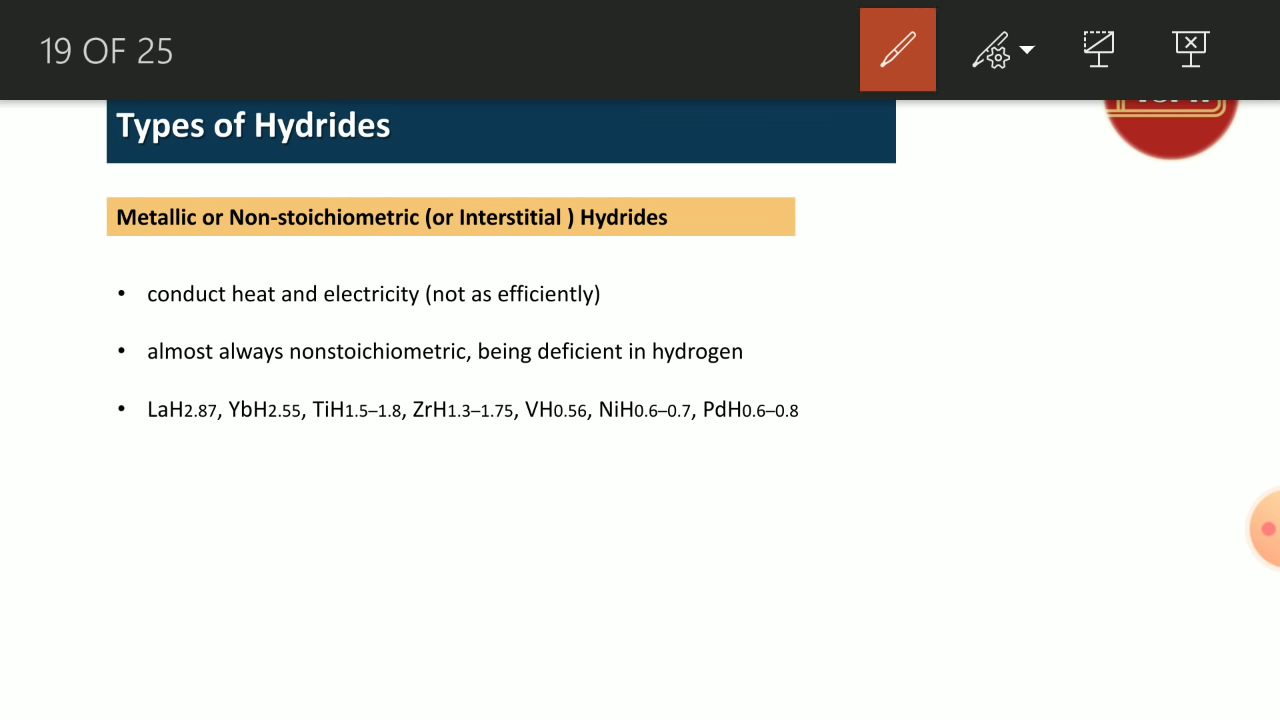 19 OF 25
Types of Hydrides
Metallic or Non-stoichiometric (or Interstitial ) Hydrides
• conduct heat and electricity (not as efficiently)
• almost always nonstoichiometric, being deficient in hydrogen
• LaH2.87, YbH2.55, TiH1.5–1.8, ZrH1.3–1.75, VH0.56, NiH0.6–0.7, PdH0.6–0.8